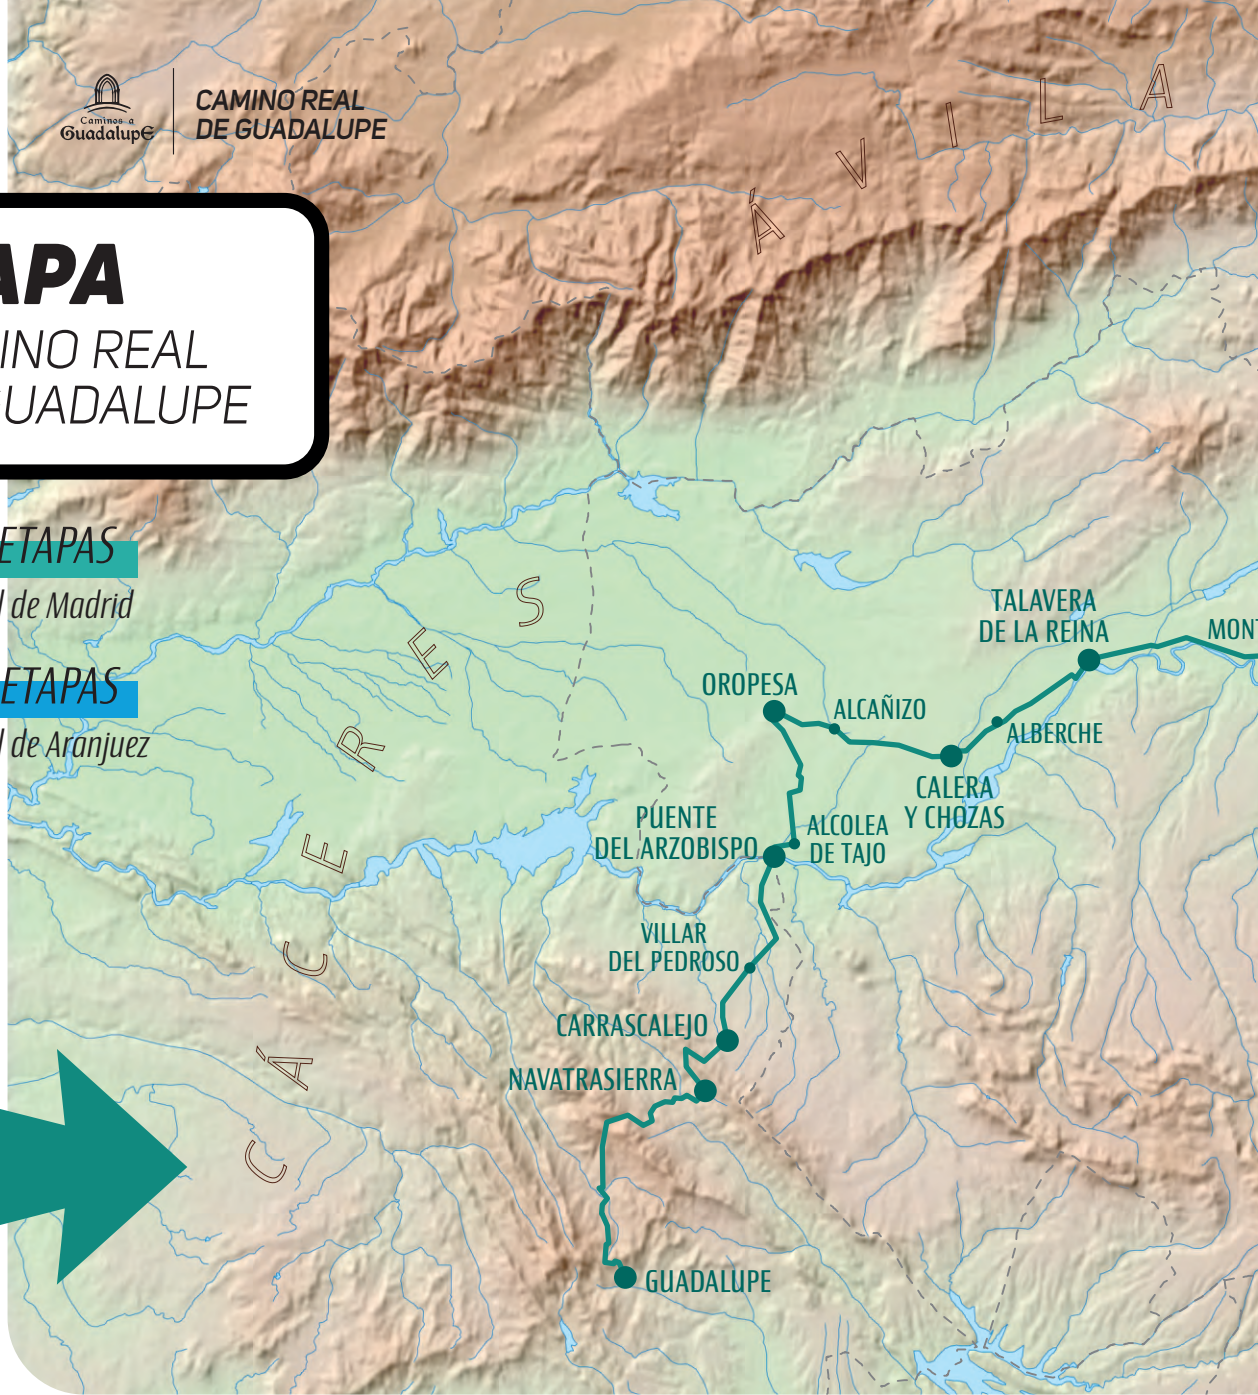 Caminos a
Guadalupe
CAMINO REAL
DE GUADALUPE
ÁVILA
APA
INO REAL
GUADALUPE
ETAPAS
l de Madrid
ETAPAS
l de Aranjuez
CÁCERES
TALAVERA
DE LA REINA
MONT
OROPESA
ALCAÑIZO
ALBERCHE
CALERA
Y CHOZAS
PUENTE
DEL ARZOBISPO
ALCOLEA
DE TAJO
VILLAR
DEL PEDROSO
CARRASCALEJO
NAVATRASIERRA
GUADALUPE